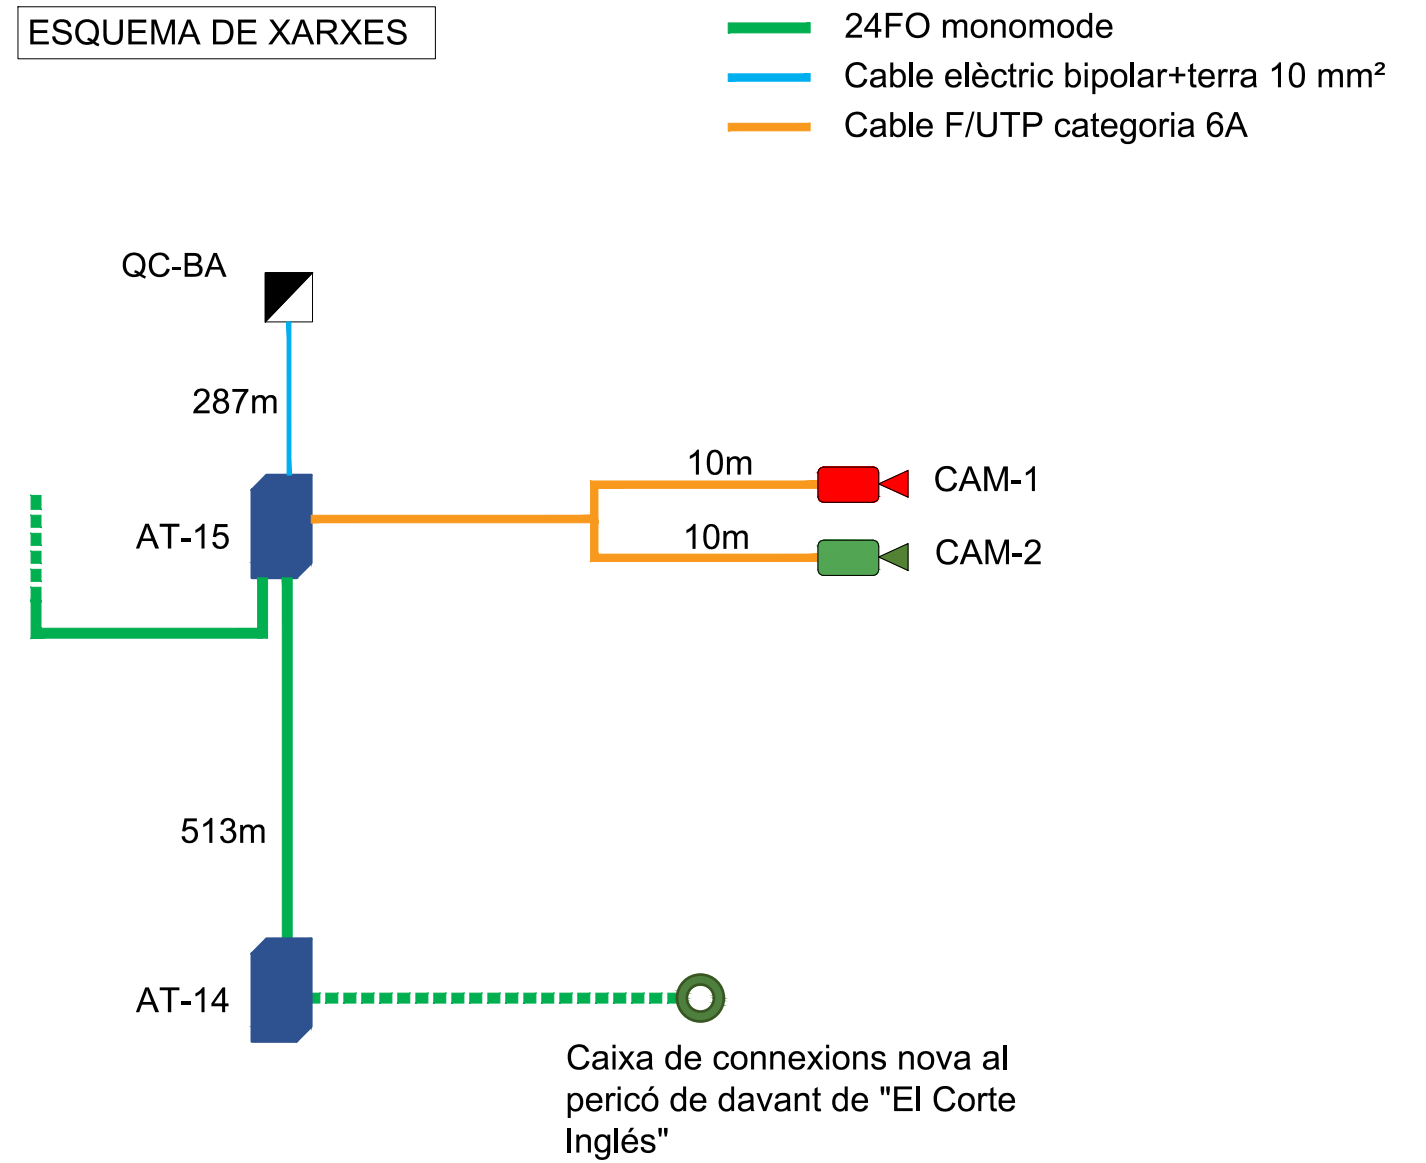 ESQUEMA DE XARXES
24FO monomode
Cable elèctric bipolar+terra 10 mm²
Cable F/UTP categoria 6A
QC-BA
287m
10m
CAM-1
AT-15
10m
CAM-2
513m
AT-14
Caixa de connexions nova al
pericó de davant de "El Corte
Inglés"